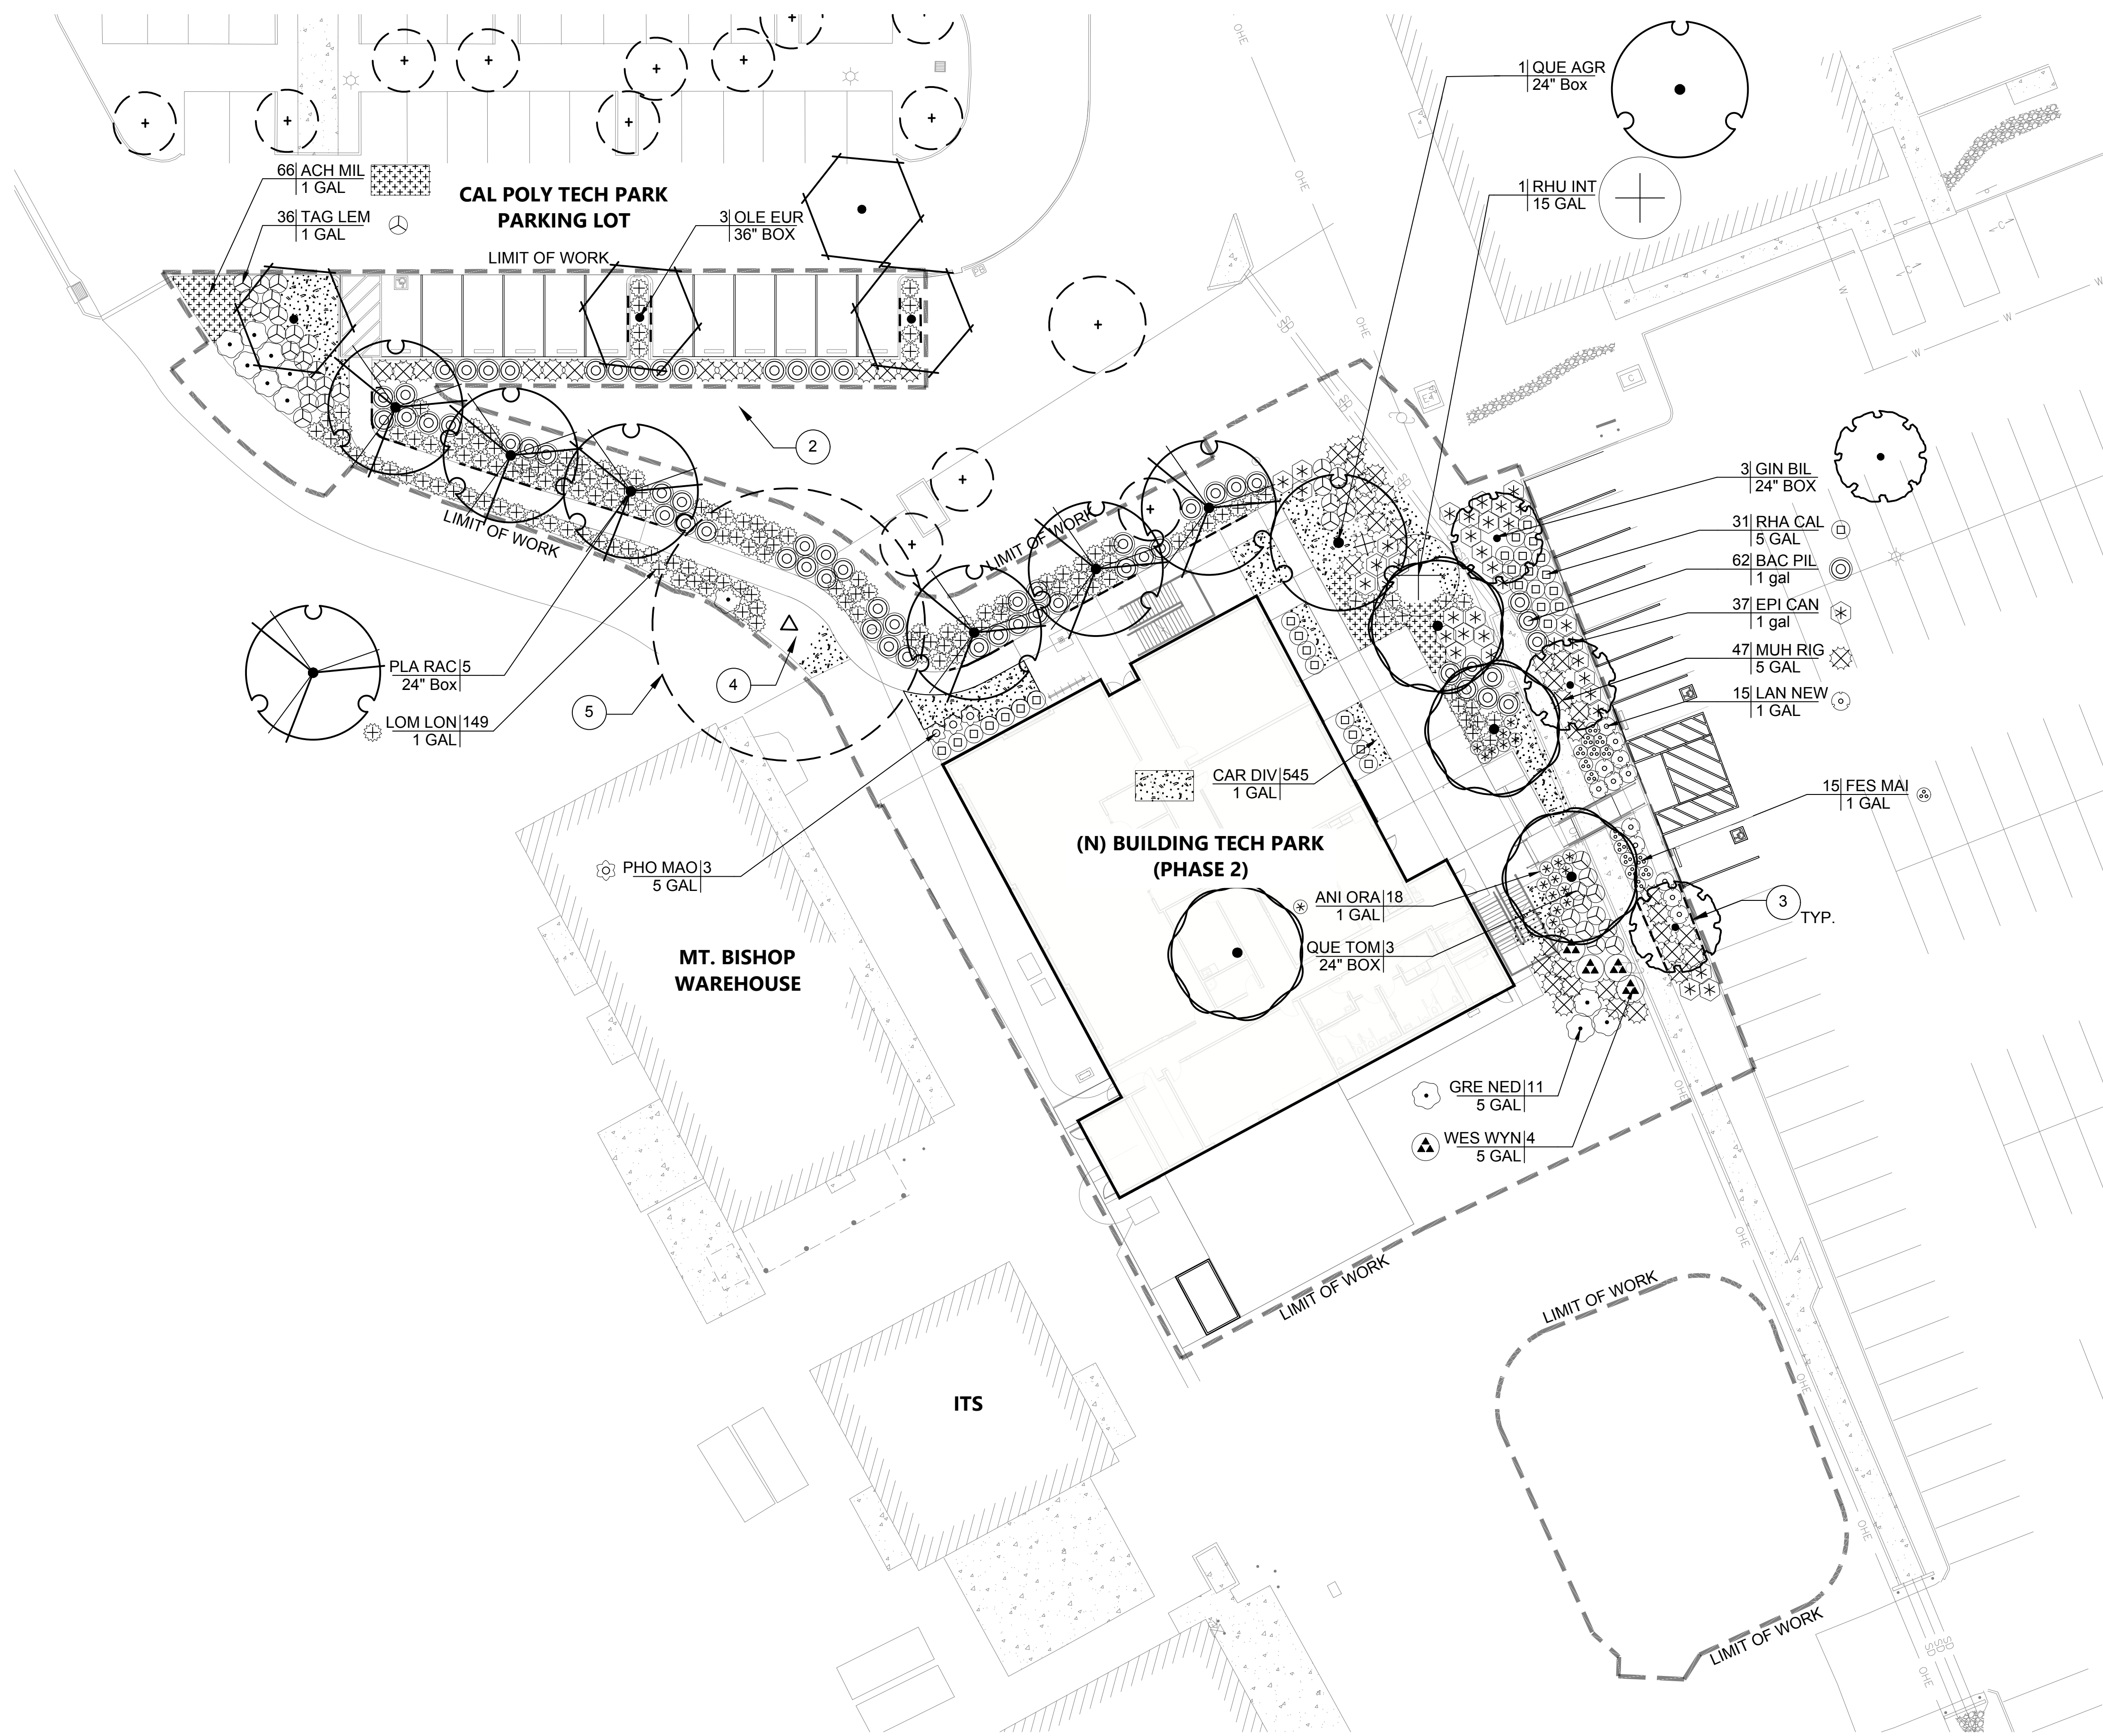 OHE
1 QUE AGR
24" Box
OHE
66 ACH MIL
1 GAL
CAL POLY TECH PARK
PARKING LOT
1 RHU INT
15 GAL
36 TAG LEM
1 GAL
3 OLE EUR
36" BOX
LIMIT OF WORK
C
C
W
W
W
W
SD
OHE
C
SD
2
SD
3 GIN BIL
24" BOX
LIMIT OF WORK
LIMIT OF WORK
31 RHA CAL
5 GAL
62 BAC PIL
1 gal
37 EPI CAN
1 gal
47 MUH RIG
5 GAL
15 LAN NEW
1 GAL
PLA RAC 5
24" Box
4
5
LOM LON 149
1 GAL
CAR DIV 545
1 GAL
15 FES MAI
1 GAL
(N) BUILDING TECH PARK
(PHASE 2)
PHO MAO 3
5 GAL
ANI ORA 18
1 GAL
3
TYP.
QUE TOM 3
24" BOX
MT. BISHOP
WAREHOUSE
GRE NED 11
5 GAL
OHE
WES WYN 4
5 GAL
OHE
LIMIT OF WORK
LIMIT OF WORK
OHE
ITS
OHE
LIMIT OF WORK
SD
SD
OHE